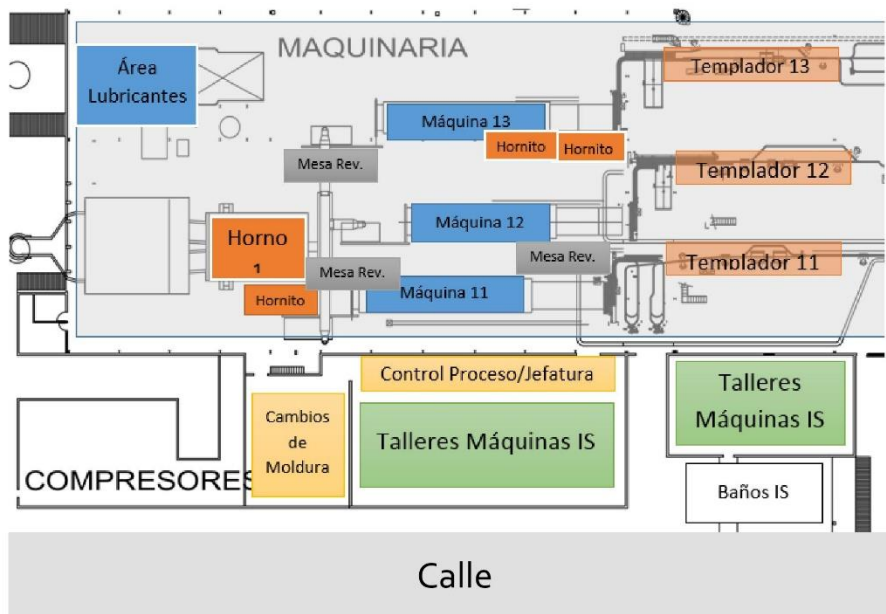 MAQUINARIA
Área
Lubricantes
Templador 13
Máquina 13
Hornito
Hornito
Mesa Rev.
Templador 12
Máquina 12
Horno
1
Mesa Rev.
Mesa Rev.
Templador 11
Hornito
Máquina 11
Control Proceso/Jefatura
Talleres
Máquinas IS
Cambios
de
Moldura
Talleres Máquinas IS
COMPRESORES
Baños IS
Calle